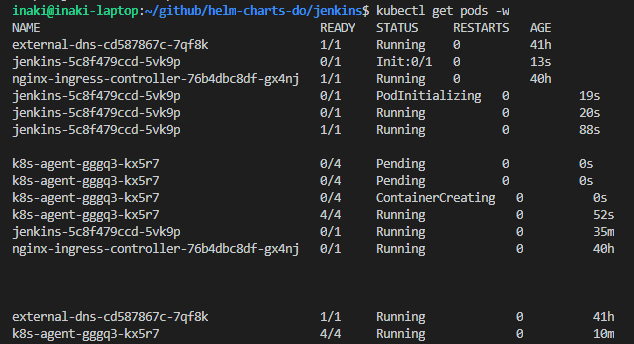 inaki@inaki-laptop:~/github/helm-charts-do/jenkins$ kubectl get pods -w
NAME READY STATUS RESTARTS AGE
external-dns-cd587867c-7qf8k 1/1 Running 0 41h
jenkins-5c8f479ccd-5vk9p 0/1 Init:0/1 0 13s
nginx-ingress-controller-76b4dbc8df-gx4nj 1/1 Running 0 40h
jenkins-5c8f479ccd-5vk9p 0/1 PodInitializing 0 19s
jenkins-5c8f479ccd-5vk9p 0/1 Running 0 20s
jenkins-5c8f479ccd-5vk9p 1/1 Running 0 88s
k8s-agent-gggq3-kx5r7 0/4 Pending 0 0s
k8s-agent-gggq3-kx5r7 0/4 Pending 0 0s
k8s-agent-gggq3-kx5r7 0/4 ContainerCreating 0 0s
k8s-agent-gggq3-kx5r7 4/4 Running 0 52s
jenkins-5c8f479ccd-5vk9p 0/1 Running 0 35m
nginx-ingress-controller-76b4dbc8df-gx4nj 0/1 Running 0 40h
external-dns-cd587867c-7qf8k 1/1 Running 0 41h
k8s-agent-gggq3-kx5r7 4/4 Running 0 10m